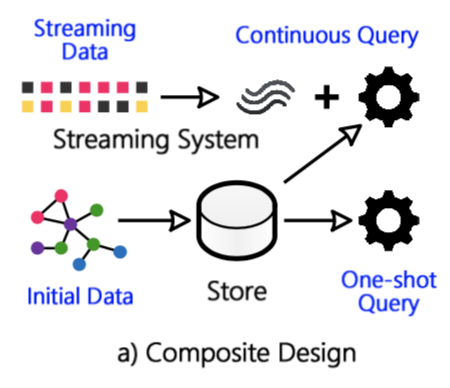 Streaming
Data
Continuous Query
+
Streaming System
Initial Data
Store
One-shot
Query
a) Composite Design